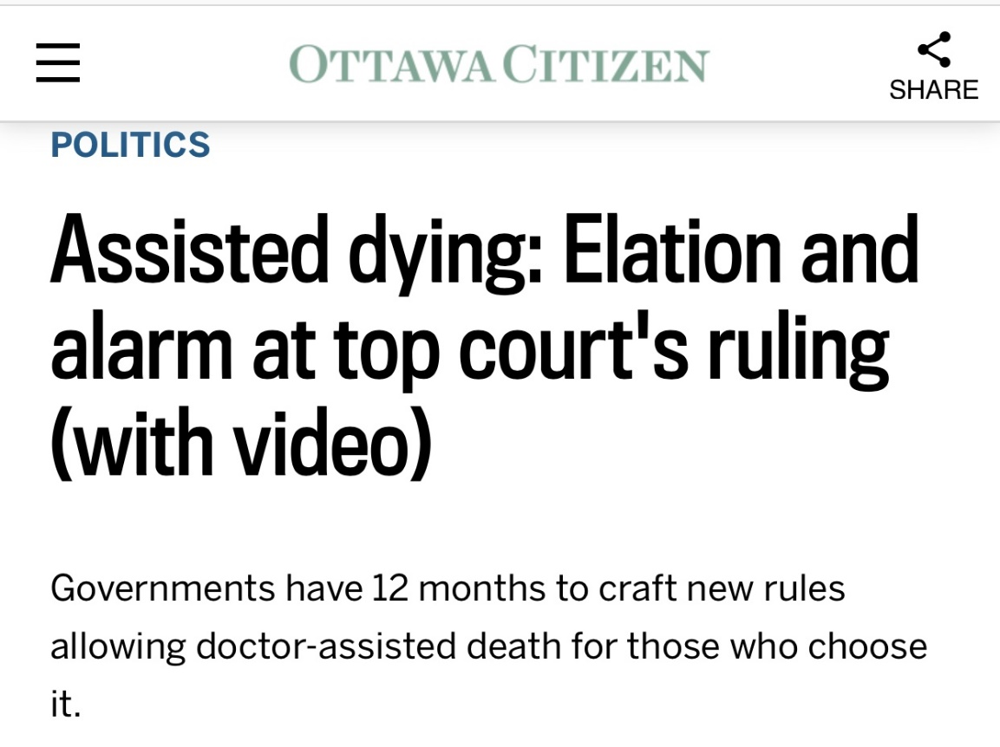 OTTAWA CITIZEN
SHARE
POLITICS
Assisted dying: Elation and
alarm at top court's ruling
(with video)
Governments have 12 months to craft new rules
allowing doctor-assisted death for those who choose
it.